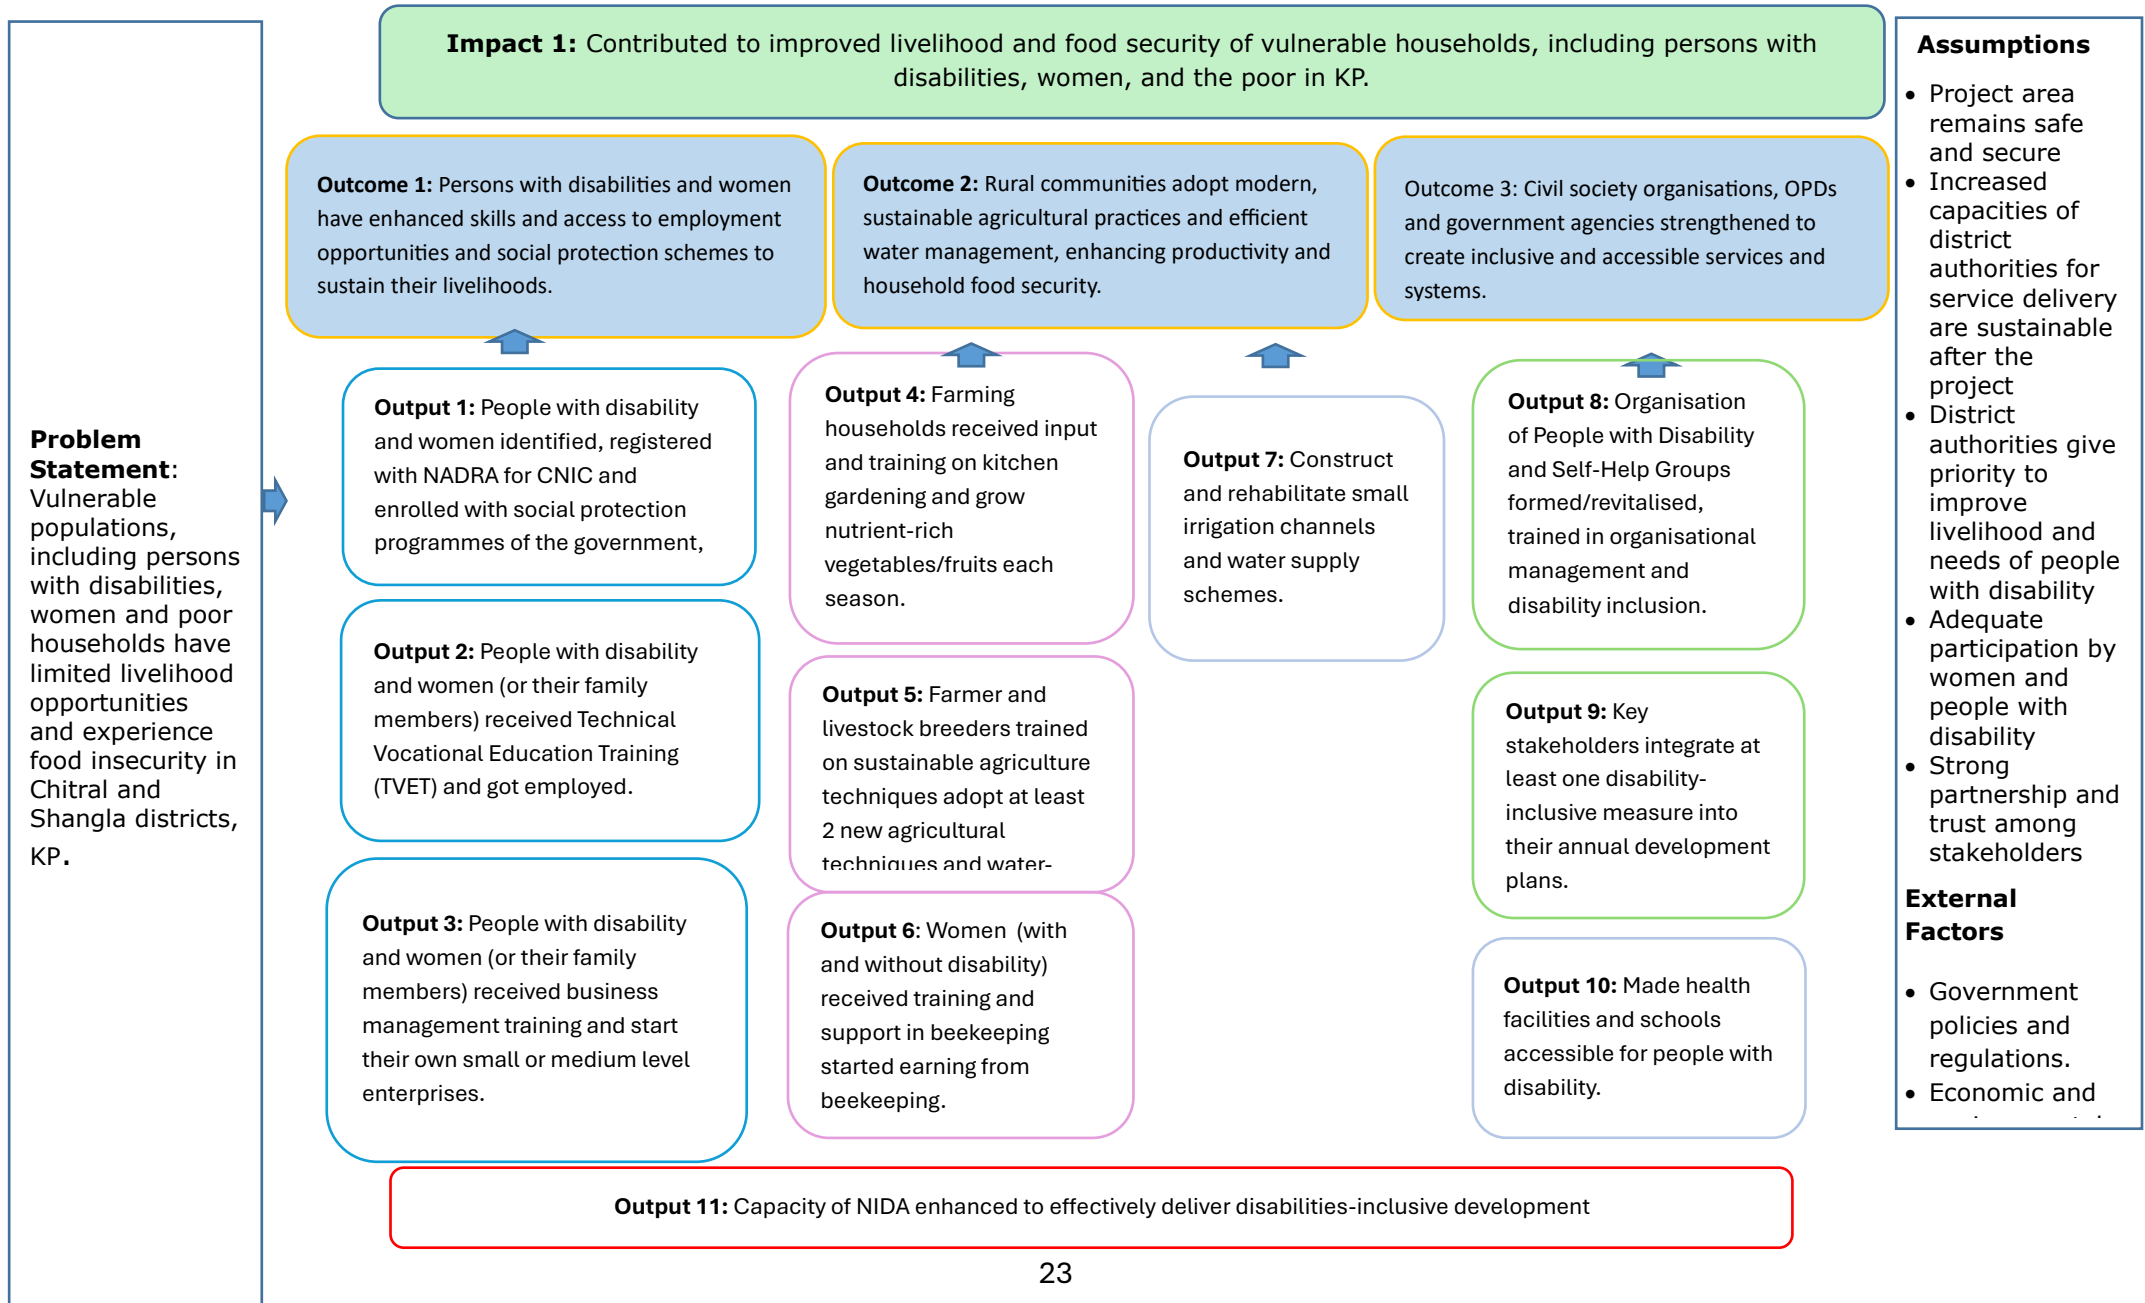 Problem
Statement:
Vulnerable
populations,
including persons
with disabilities,
women and poor
households have
limited livelihood
opportunities
and experience
food insecurity in
Chitral and
Shangla districts,
KP.
Impact 1: Contributed to improved livelihood and food security of vulnerable households, including persons with
disabilities, women, and the poor in KP.
Outcome 1: Persons with disabilities and women
have enhanced skills and access to employment
opportunities and social protection schemes to
sustain their livelihoods.
Outcome 2: Rural communities adopt modern,
sustainable agricultural practices and efficient
water management, enhancing productivity and
household food security.
Outcome 3: Civil society organisations, OPDs
and government agencies strengthened to
create inclusive and accessible services and
systems.
Output 1: People with disability
and women identified, registered
with NADRA for CNIC and
enrolled with social protection
programmes of the government,
Output 2: People with disability
and women (or their family
members) received Technical
Vocational Education Training
(TVET) and got employed.
Output 3: People with disability
and women (or their family
members) received business
management training and start
their own small or medium level
enterprises.
Output 4: Farming
households received input
and training on kitchen
gardening and grow
nutrient-rich
vegetables/fruits each
season.
Output 5: Farmer and
livestock breeders trained
on sustainable agriculture
techniques adopt at least
2 new agricultural
techniques and water-
Output 6: Women (with
and without disability)
received training and
support in beekeeping
started earning from
beekeeping.
Output 7: Construct
and rehabilitate small
irrigation channels
and water supply
schemes.
Output 8: Organisation
of People with Disability
and Self-Help Groups
formed/revitalised,
trained in organisational
management and
disability inclusion.
Output 9: Key
stakeholders integrate at
least one disability-
inclusive measure into
their annual development
plans.
Output 10: Made health
facilities and schools
accessible for people with
disability.
Output 11: Capacity of NIDA enhanced to effectively deliver disabilities-inclusive development
Assumptions
• Project area
remains safe
and secure
• Increased
capacities of
district
authorities for
service delivery
are sustainable
after the
project
• District
authorities give
priority to
improve
livelihood and
needs of people
with disability
• Adequate
participation by
women and
people with
disability
• Strong
partnership and
trust among
stakeholders
External
Factors
• Government
policies and
regulations.
• Economic and
23